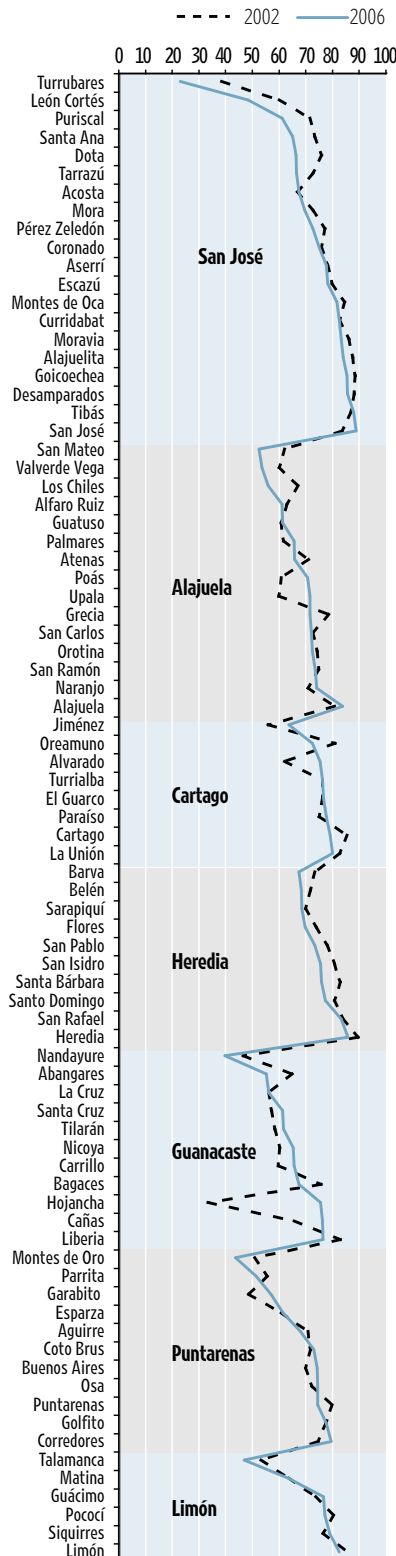 2002 2006
0 10 20 30 40 50 60 70 80 90 100
Turrubares
León Cortés
Puriscal
Santa Ana
Dota
Tarrazú
Acosta
Mora
Pérez Zeledón
Coronado
Aserrí
San José
Escazú
Montes de Oca
Curridabat
Moravia
Alajuelita
Goicoechea
Desamparados
Tibás
San José
San Mateo
Valverde Vega
Los Chiles
Alfaro Ruiz
Guatuso
Palmares
Atenas
Poás
Alajuela
Upala
Grecia
San Carlos
Orotina
San Ramón
Naranjo
Alajuela
Jiménez
Oreamuno
Alvarado
Turrialba
El Guarco
Cartago
Paraíso
Cartago
La Unión
Barva
Belén
Sarapiquí
Flores
San Pablo
San Isidro
Heredia
Santa Bárbara
Santo Domingo
San Rafael
Heredia
Nandayure
Abangares
La Cruz
Santa Cruz
Tilarán
Nicoya
Guanacaste
Carrillo
Bagaces
Hojancha
Cañas
Liberia
Montes de Oro
Parrita
Garabito
Esparza
Aguirre
Coto Brus
Puntarenas
Buenos Aires
Osa
Puntarenas
Golfito
Corredores
Talamanca
Matina
Guácimo
Limón
Pococí
Siquirres
Limón